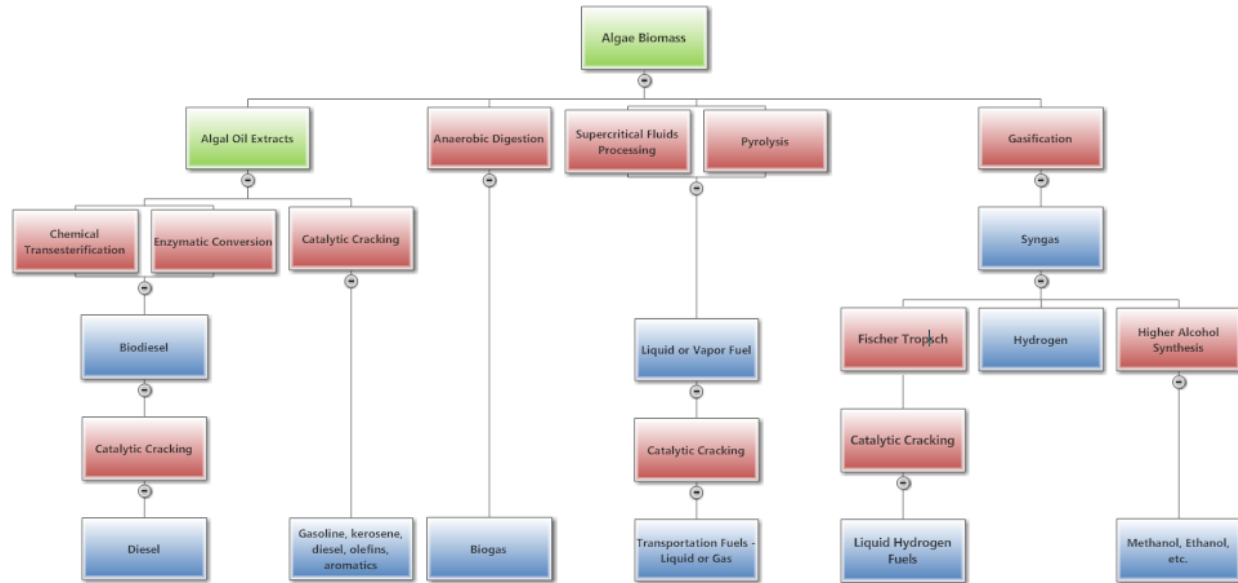 Algae Biomass
Algal Oil Extracts
Anaerobic Digestion
Supercritical Fluids
Processing
Pyrolysis
Gasification
Chemical
Transesterification
Enzymatic Conversion
Catalytic Cracking
Syngas
Biodiesel
Liquid or Vapor Fuel
Fischer Tropsch
Hydrogen
Higher Alcohol
Synthesis
Catalytic Cracking
Catalytic Cracking
Catalytic Cracking
Diesel
Gasoline, kerosene,
diesel, olefins,
aromatics
Biogas
Transportation Fuels -
Liquid or Gas
Liquid Hydrogen
Fuels
Methanol, Ethanol,
etc.